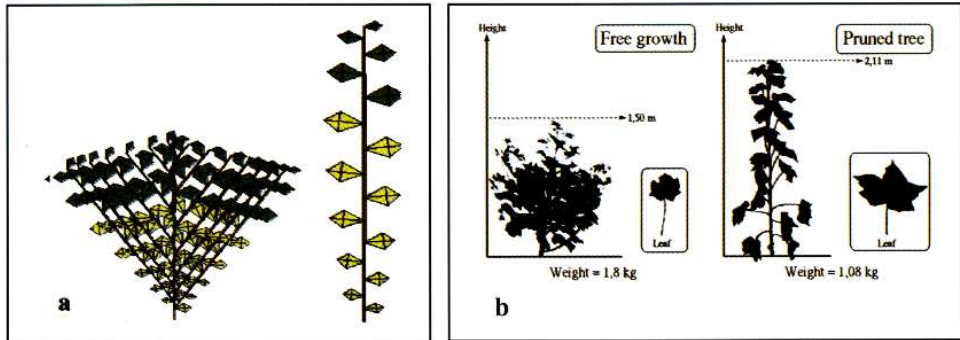 a
b
Height
Free growth
1,50 m
Leaf
Weight = 1,8 kg
Height
Pruned tree
2,11 m
Leaf
Weight = 1,08 kg